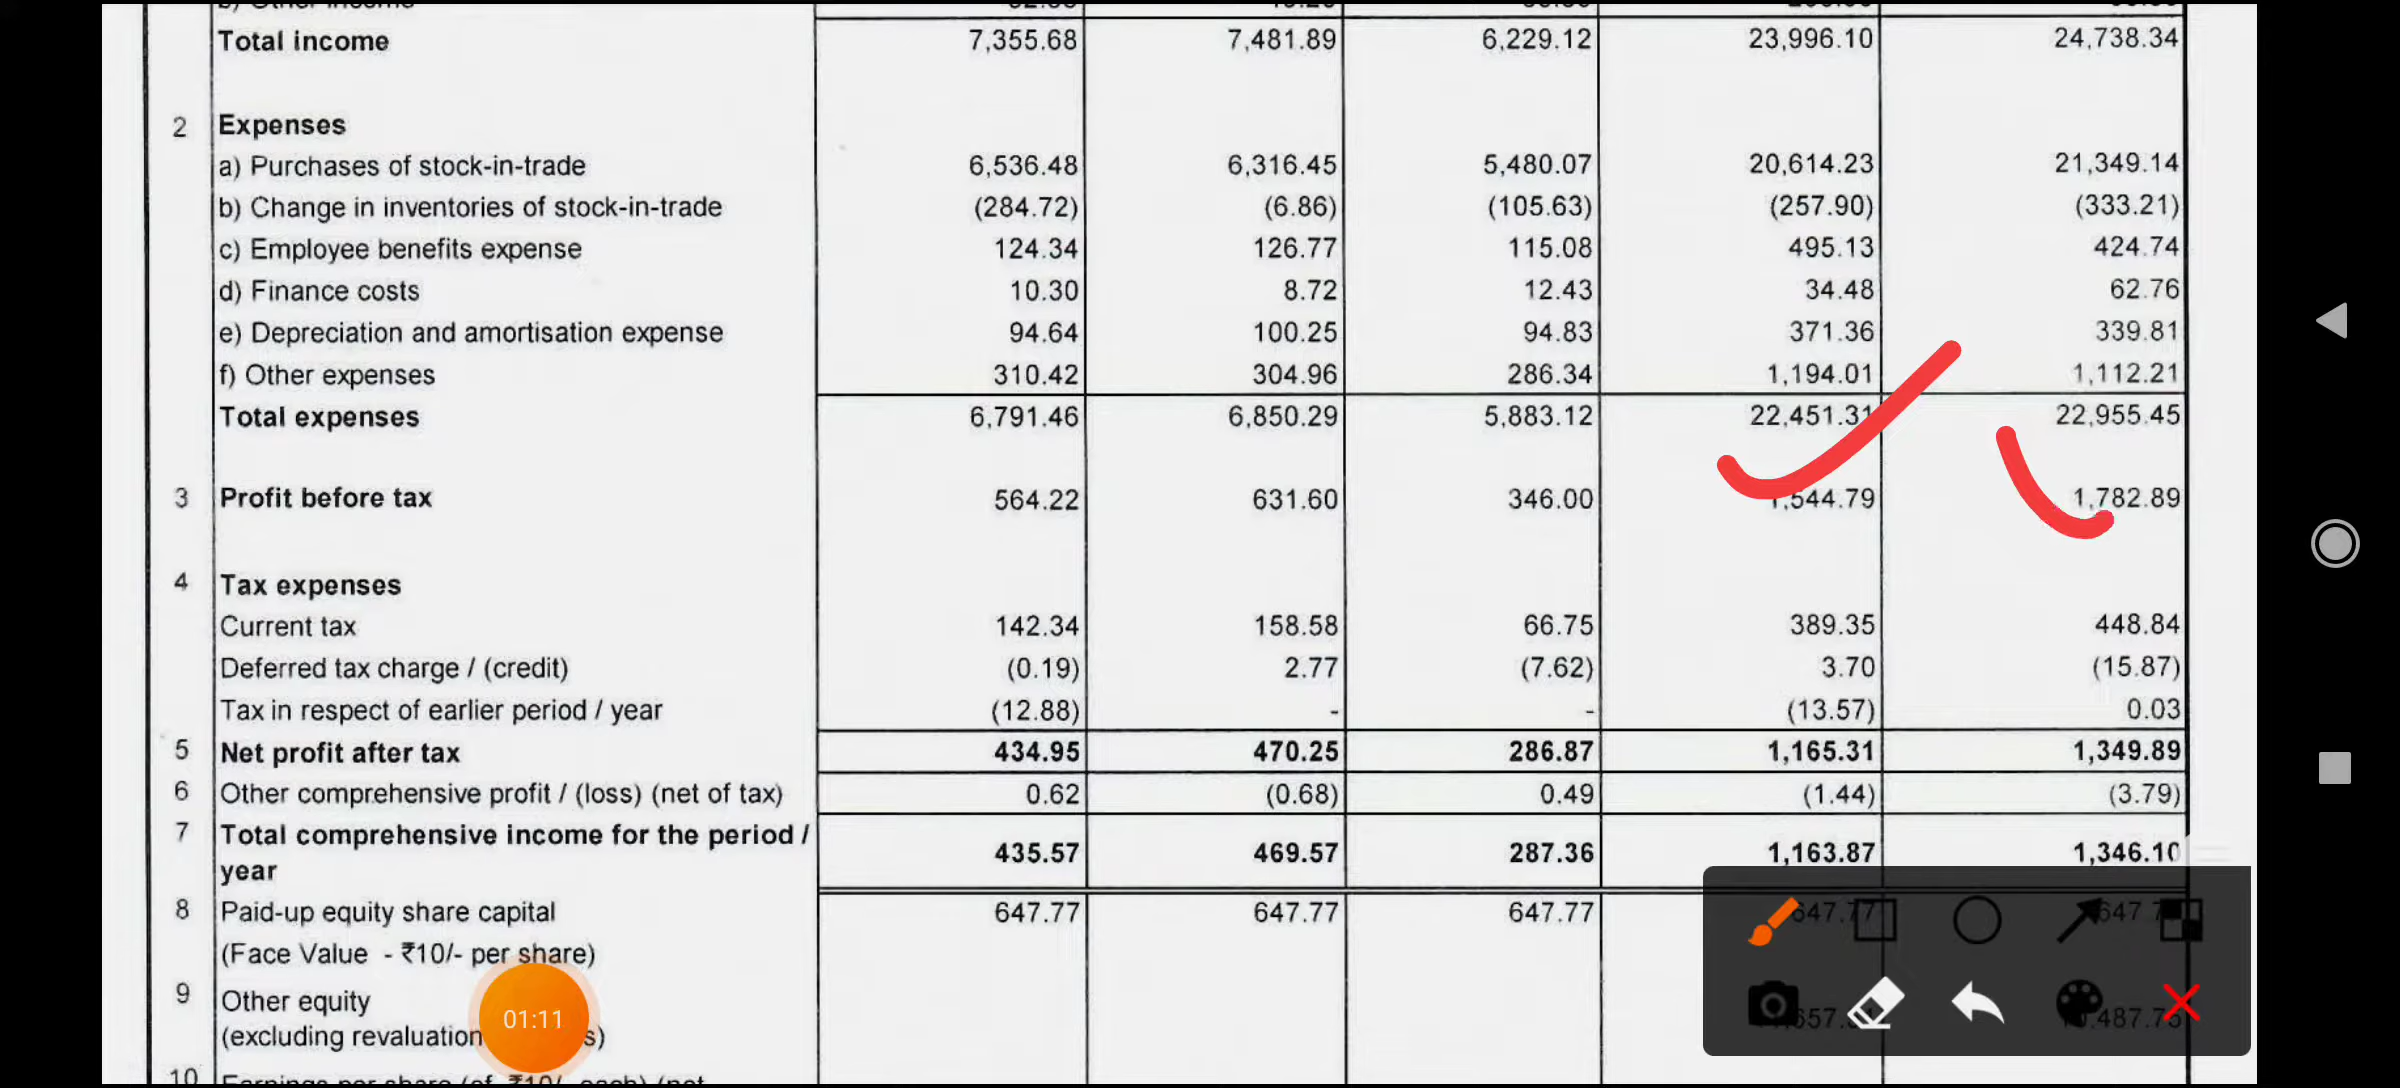 Total income 7,355.68 7,481.89 6,229.12 23,996.10 24,738.34
2 Expenses
a) Purchases of stock-in-trade 6,536.48 6,316.45 5,480.07 20,614.23 21,349.14
b) Change in inventories of stock-in-trade (284.72) (6.86) (105.63) (257.90) (333.21)
c) Employee benefits expense 124.34 126.77 115.08 495.13 424.74
d) Finance costs 10.30 8.72 12.43 34.48 62.76
e) Depreciation and amortisation expense 94.64 100.25 94.83 371.36 339.81
f) Other expenses 310.42 304.96 286.34 1,194.01 1,112.21
Total expenses 6,791.46 6,850.29 5,883.12 22,451.31 22,955.45
3 Profit before tax 564.22 631.60 346.00 1,544.79 1,782.89
4 Tax expenses
Current tax 142.34 158.58 66.75 389.35 448.84
Deferred tax charge / (credit) (0.19) 2.77 (7.62) 3.70 (15.87)
Tax in respect of earlier period / year (12.88) - - (13.57) 0.03
5 Net profit after tax 434.95 470.25 286.87 1,165.31 1,349.89
6 Other comprehensive profit / (loss) (net of tax) 0.62 (0.68) 0.49 (1.44) (3.79)
7 Total comprehensive income for the period /
year 435.57 469.57 287.36 1,163.87 1,346.10
8 Paid-up equity share capital 647.77 647.77 647.77 647.77
(Face Value - ₹10/- per share)
9 Other equity
(excluding revaluation
01:11
10